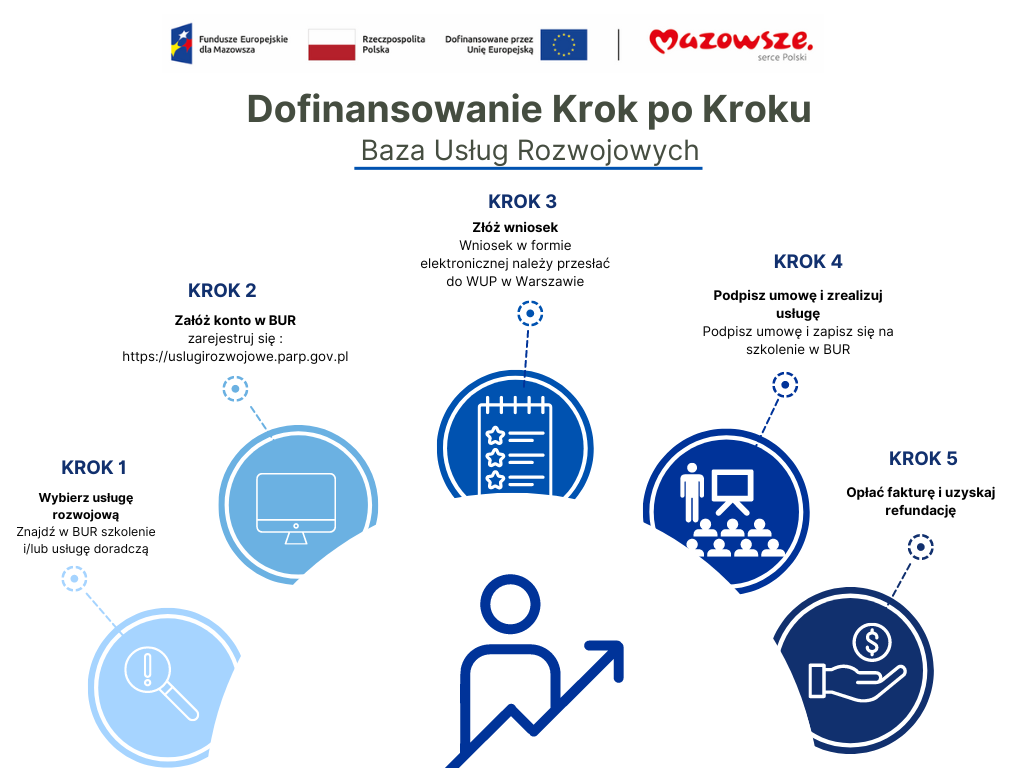 Fundusze Europejskie
dla Mazowsza
Rzeczpospolita
Polska
Dofinansowane przez
Unię Europejską
Mazowsze.
serce Polski
Dofinansowanie Krok po Kroku
Baza Usług Rozwojowych
KROK 1
Wybierz usługę
rozwojową
Znajdź w BUR szkolenie
i/lub usługę doradczą
KROK 2
Załóż konto w BUR
zarejestruj się :
https://uslugirozwojowe.parp.gov.pl
KROK 3
Złóż wniosek
Wniosek w formie
elektronicznej należy przesłać
do WUP w Warszawie
KROK 4
Podpisz umowę i zrealizuj
usługę
Podpisz umowę i zapisz się na
szkolenie w BUR
KROK 5
Opłać fakturę i uzyskaj
refundację
$